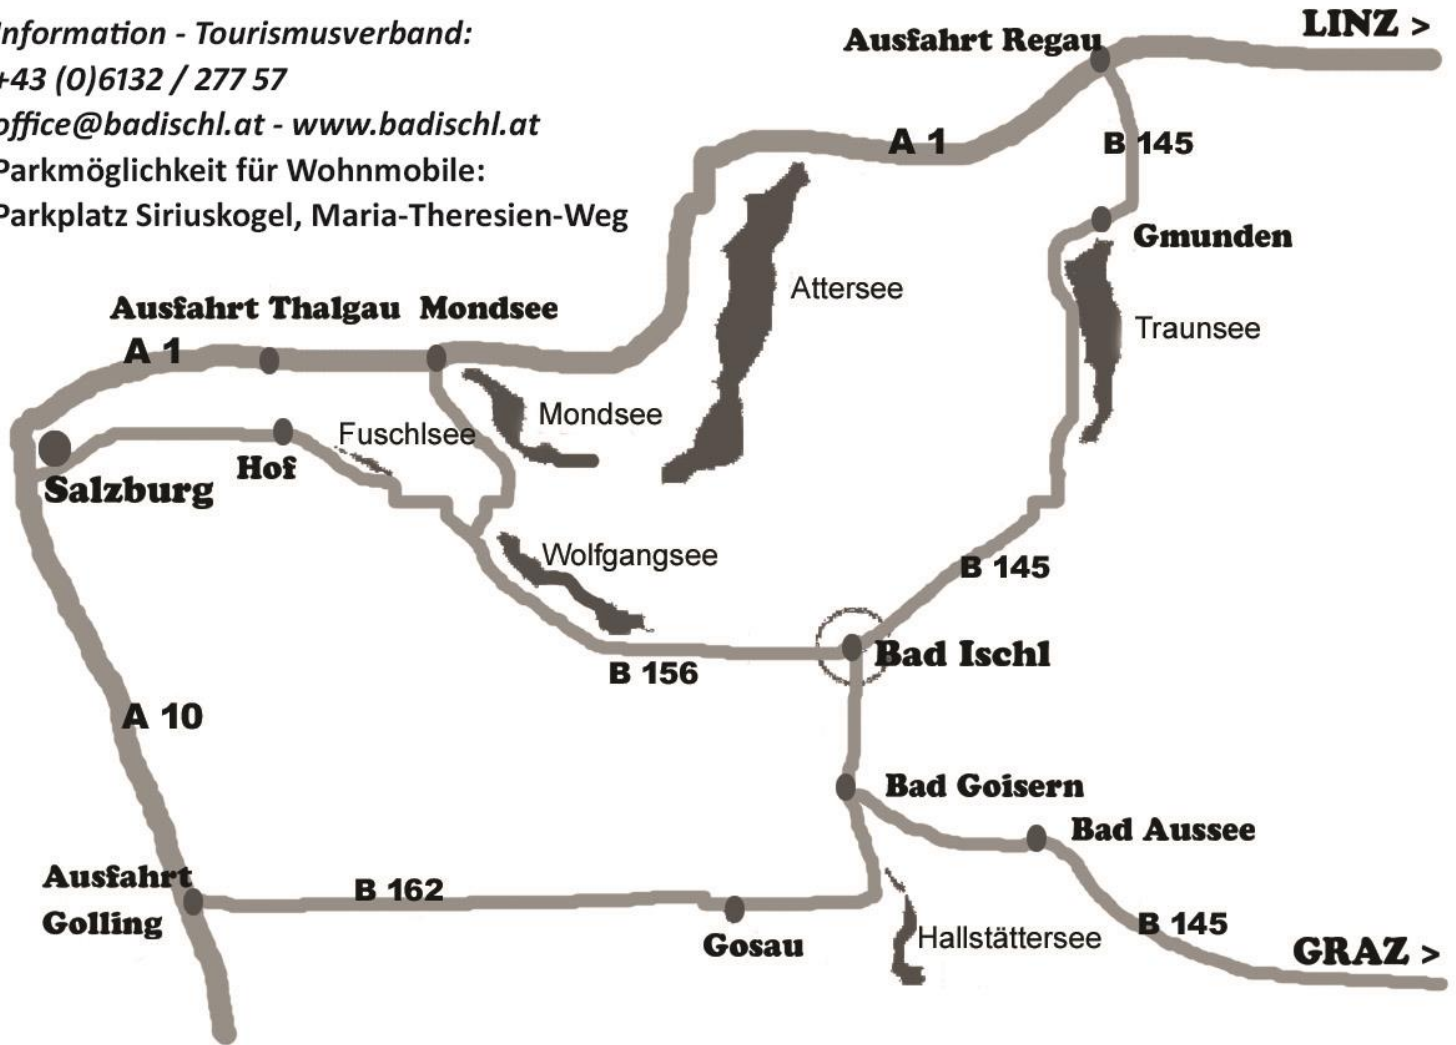 Information - Tourismusverband:
+43 (0)6132 / 277 57
office@badischl.at - www.badischl.at
Parkmöglichkeit für Wohnmobile:
Parkplatz Siriuskogel, Maria-Theresien-Weg
LINZ >
Ausfahrt Regau
A 1
B 145
Gmunden
Attersee
Traunsee
Ausfahrt Thalgau
Mondsee
A 1
Mondsee
Fuschlsee
Hof
Salzburg
Wolfgangsee
B 145
Bad Ischl
B 156
A 10
Bad Goisern
Bad Aussee
Ausfahrt
Golling
B 162
Gosau
Hallstättersee
B 145
GRAZ >